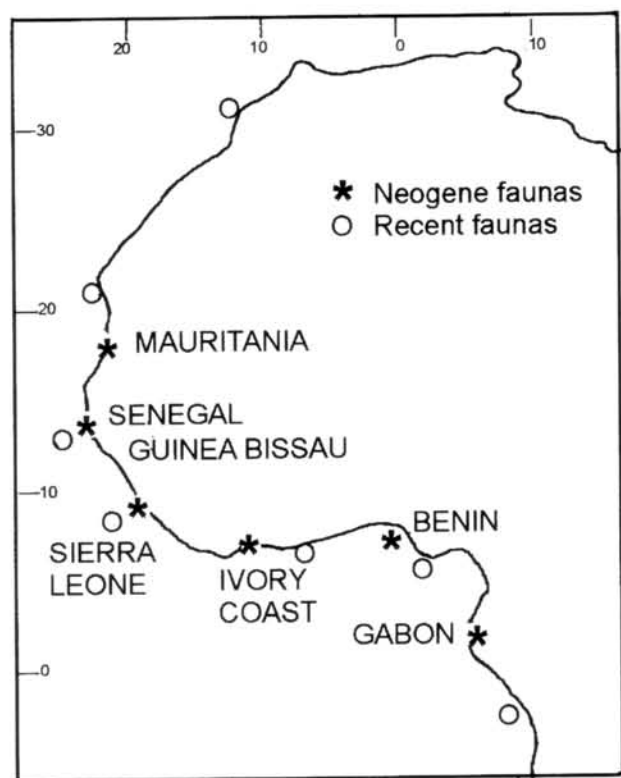 20 10 0 10
30
* Neogene faunas
○ Recent faunas
20
MAURITANIA
SENEGAL
GUINEA BISSAU
10
BENIN
SIERRA
LEONE
IVORY
COAST
GABON
0